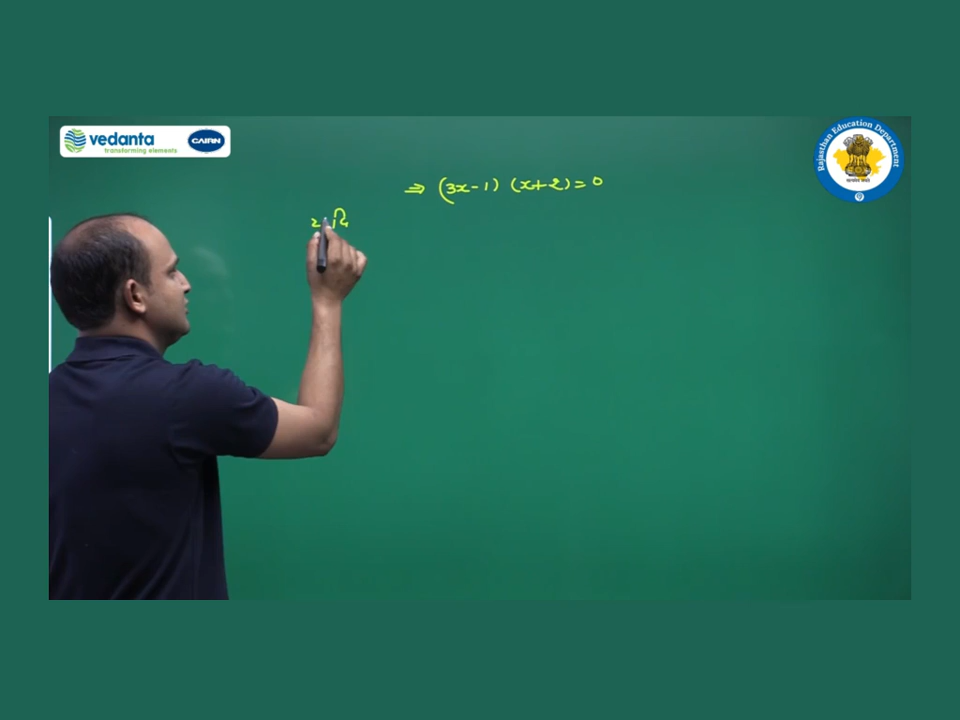 vedanta
transforming elements
CAIRN
Rajasthan Education Department
⇒ (3x-1) (x+2) = 0